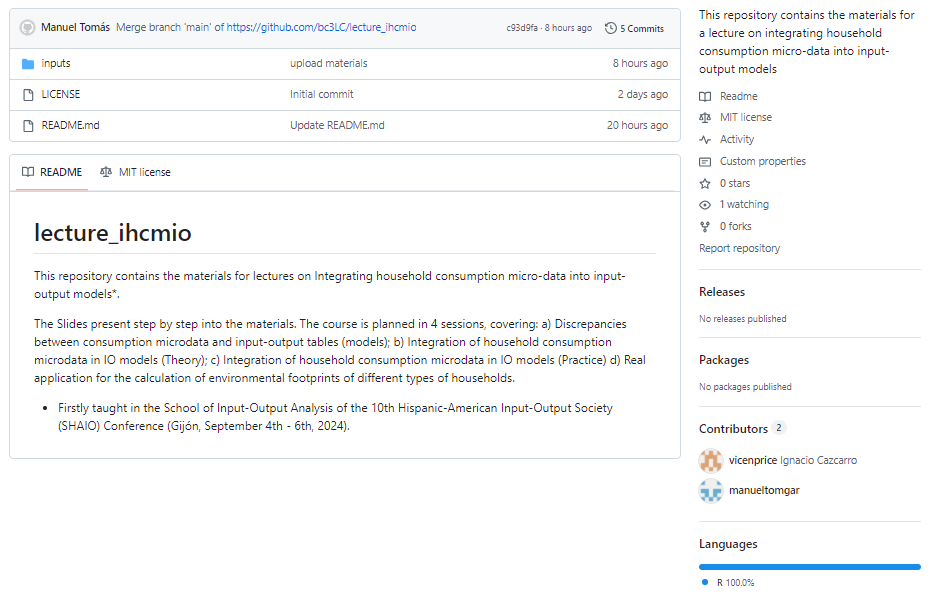 Manuel Tomás Merge branch 'main' of https://github.com/bc3LC/lecture_ihcmio c93d9fa · 8 hours ago 5 Commits
inputs upload materials 8 hours ago
LICENSE Initial commit 2 days ago
README.md Update README.md 20 hours ago
README MIT license
lecture_ihcmio
This repository contains the materials for lectures on Integrating household consumption micro-data into input-
output models*.
The Slides present step by step into the materials. The course is planned in 4 sessions, covering: a) Discrepancies
between consumption microdata and input-output tables (models); b) Integration of household consumption
microdata in IO models (Theory); c) Integration of household consumption microdata in IO models (Practice) d) Real
application for the calculation of environmental footprints of different types of households.
• Firstly taught in the School of Input-Output Analysis of the 10th Hispanic-American Input-Output Society
(SHAIO) Conference (Gijón, September 4th - 6th, 2024).
This repository contains the materials for
a lecture on integrating household
consumption micro-data into input-
output models
Readme
MIT license
Activity
Custom properties
0 stars
1 watching
0 forks
Report repository
Releases
No releases published
Packages
No packages published
Contributors 2
vicenprice Ignacio Cazcarro
manueltomgar
Languages
R 100.0%